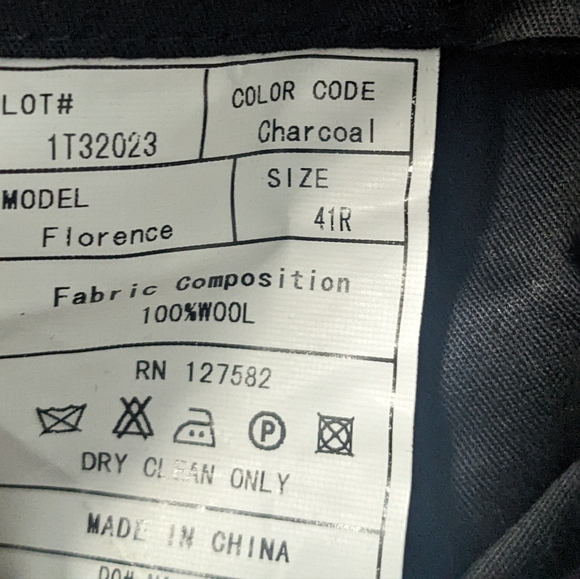 LOT#
1T32023
COLOR CODE
Charcoal
MODEL
Florence
SIZE
41R
Fabric Composition
100%WOOL
RN 127582
P
DRY CLEAN ONLY
MADE IN CHINA